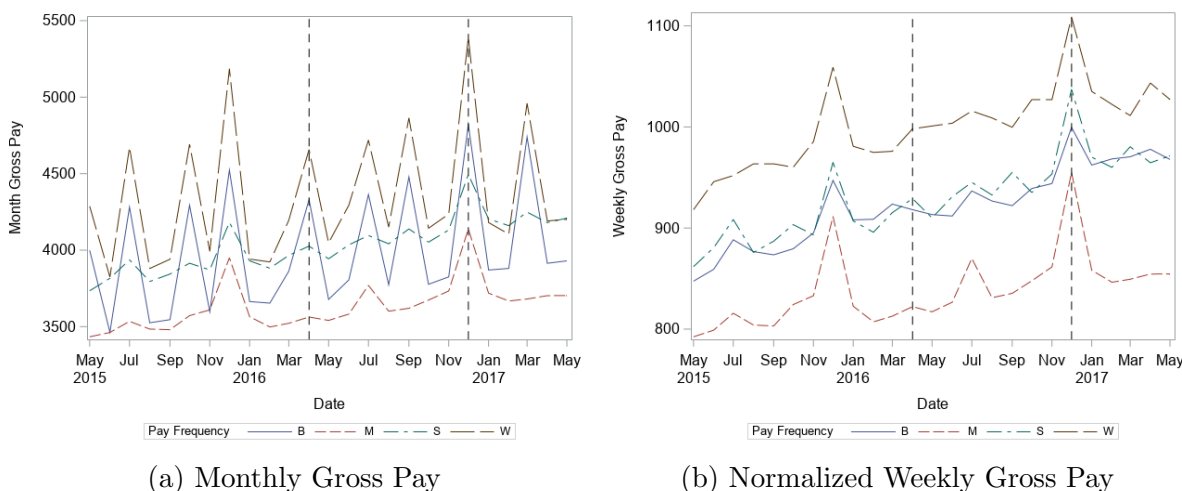 5500
5000
4500
4000
3500
Month Gross Pay
May Jul Sep Nov Jan Mar May Jul Sep Nov Jan Mar May
2015 2016 2017
Date
Pay Frequency B M S W
(a) Monthly Gross Pay
1100
1000
900
800
Weekly Gross Pay
May Jul Sep Nov Jan Mar May Jul Sep Nov Jan Mar May
2015 2016 2017
Date
Pay Frequency B M S W
(b) Normalized Weekly Gross Pay